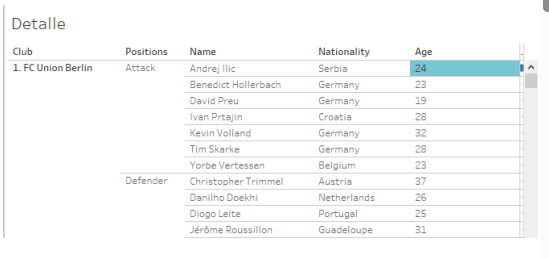 Detalle
Club Positions Name Nationality Age
1. FC Union Berlin Attack Andrej Ilic Serbia 24
Benedict Hollerbach Germany 23
David Preu Germany 19
Ivan Prtajin Croatia 28
Kevin Volland Germany 32
Tim Skarke Germany 28
Yorbe Vertessen Belgium 23
Defender Christopher Trimmel Austria 37
Danilho Doekhi Netherlands 26
Diogo Leite Portugal 25
Jérôme Roussillon Guadeloupe 31